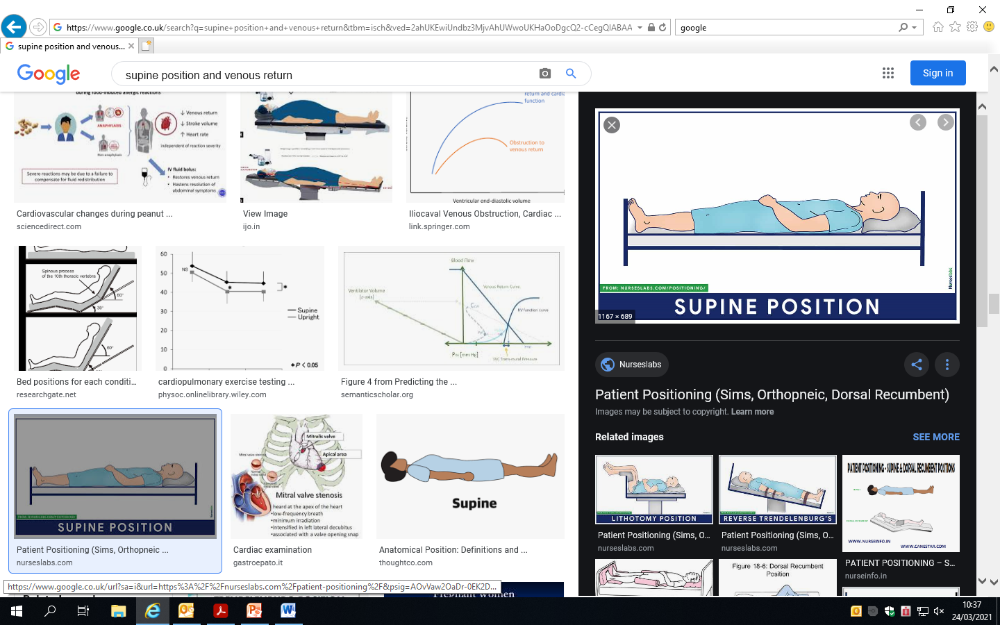 https://www.google.co.uk/search?q=supine+position+and+venous+return&tbm=isch&ved=2ahUKEwiUndbz3MjvAhUWwoUKHaOoDgcQ2-cCegQIABAA
google
supine position and venous...
Google
supine position and venous return
Sign in
during food-induced allergic reactions
ANAPHYLAXIS
Non-anaphylaxis
↓ Venous return
↓ Stroke volume
↑ Heart rate
Independent of reaction severity
Severe reactions may be due to a failure to
compensate for fluid redistribution
IV fluid bolus:
• Restores venous return
• Hastens resolution of
abdominal symptoms
return and cardi
function
Obstruction to
venous return
Ventricular end-diastolic volume
Cardiovascular changes during peanut ...
sciencedirect.com
View Image
ijo.in
Iliocaval Venous Obstruction, Cardiac ...
link.springer.com
Spinous process
of the 10th thoracic vertebra
60°
30°
60°
60
50
40
30
20
10
0
NS
*
*
Supine
Upright
* P < 0.05
Blood Flow
Ventilator Volume
[z-axis]
Venous Return Curve
RV function curve
[mm Hg]
SVC Transmural Pressure
Bed positions for each conditi...
researchgate.net
cardiopulmonary exercise testing ...
physoc.onlinelibrary.wiley.com
Figure 4 from Predicting the ...
semanticscholar.org
FROM: NURSESLABS.COM/POSITIONING/
SUPINE POSITION
Mitralic valve
Apical area
Mitral valve stenosis
heard at the apex of the heart
•low-frequency breath
•minimum irradiation
•intensified in left lateral decubitus
•associated with a valve opening snap
Supine
Patient Positioning (Sims, Orthopneic ...
nurseslabs.com
Cardiac examination
gastroepato.it
Anatomical Position: Definitions and ...
thoughtco.com
https://www.google.co.uk/url?sa=i&url=https%3A%2F%2Fnurseslabs.com%2Fpatient-positioning%2F&psig=AOvVaw2OaDr-0EK2D...
Pregnant Women
Nurseslabs
FROM: NURSESLABS.COM/POSITIONING/
SUPINE POSITION
1167 × 689
Nurseslabs
Patient Positioning (Sims, Orthopneic, Dorsal Recumbent)
Images may be subject to copyright. Learn more
Related images
SEE MORE
LITHOTOMY POSITION
REVERSE TRENDELENBURG'S
PATIENT POSITIONING - SUPINE & DORSAL RECUMBENT POSITIONS
WWW.NURSEINFO.IN
WWW.CANESTAR.COM
Patient Positioning (Sims, O...
nurseslabs.com
Patient Positioning (Sims, O...
nurseslabs.com
PATIENT POSITIONING – S...
nurseinfo.in
Figure 18-6: Dorsal Recumbent
Position
10:37
24/03/2021